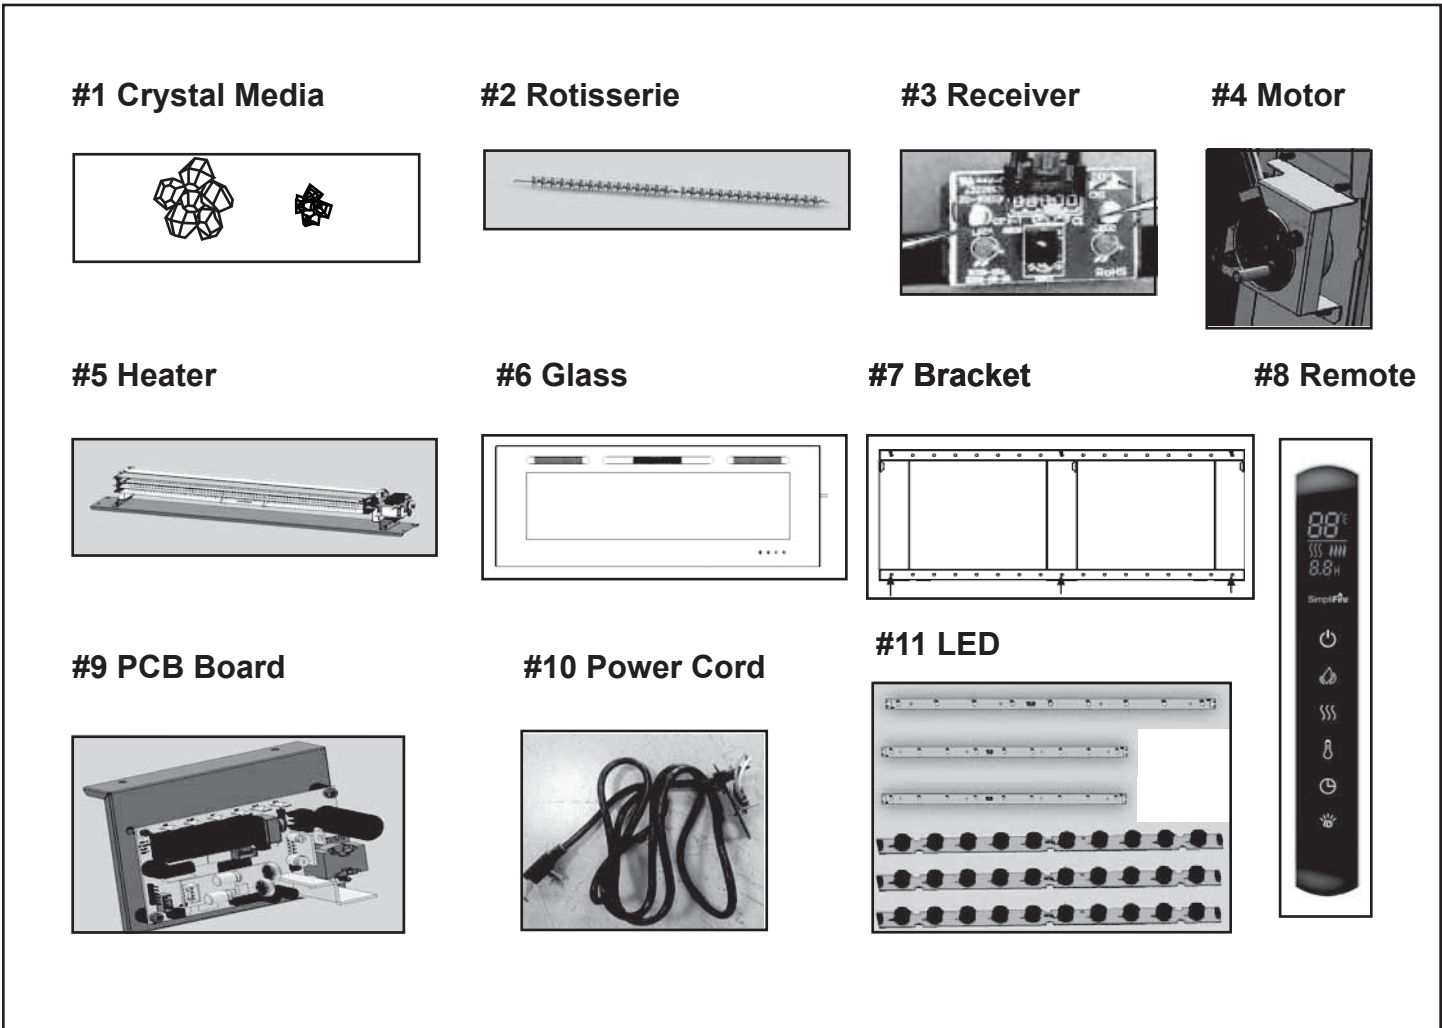 #1 Crystal Media
#2 Rotisserie
#3 Receiver
#4 Motor
RoHS
#5 Heater
#6 Glass
#7 Bracket
#8 Remote
88
8.8H
SimpliFire
#9 PCB Board
#10 Power Cord
#11 LED